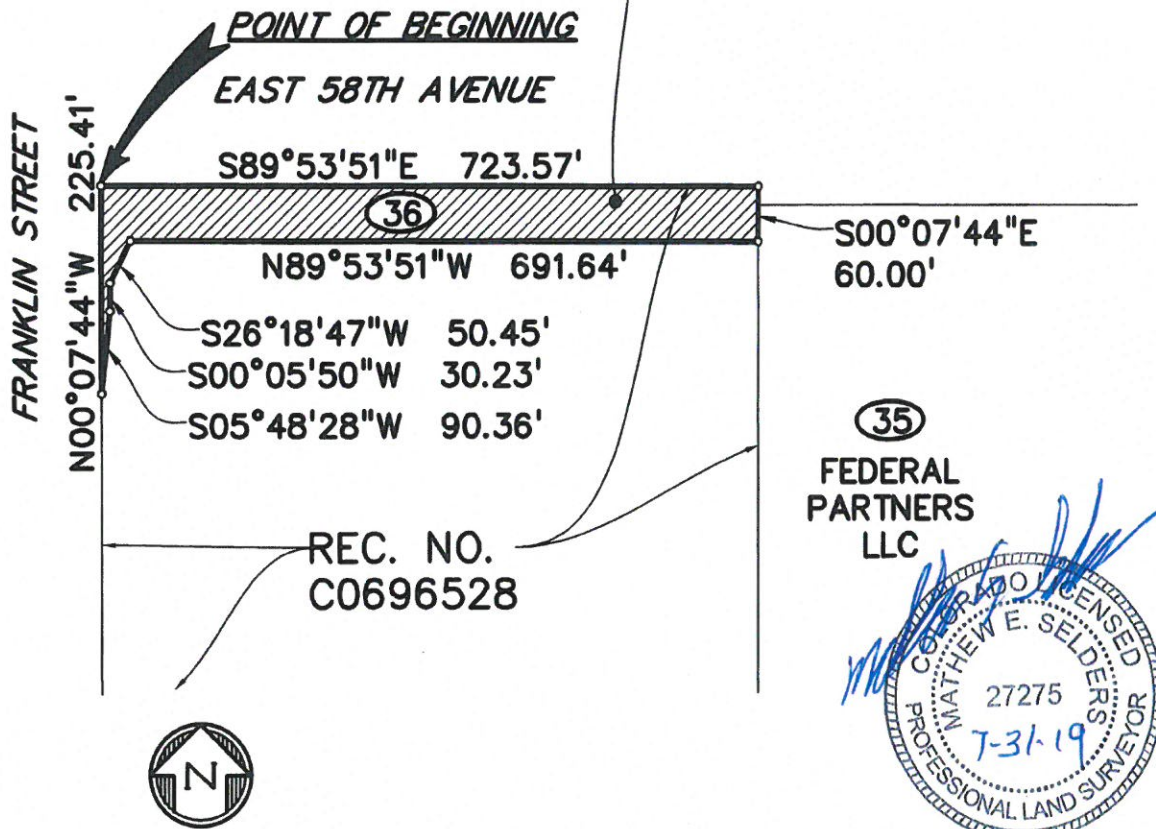 POINT OF BEGINNING
EAST 58TH AVENUE
FRANKLIN STREET
N00°07'44"W 225.41'
S89°53'51"E 723.57'
36
S00°07'44"E
60.00'
N89°53'51"W 691.64'
S26°18'47"W 50.45'
S00°05'50"W 30.23'
S05°48'28"W 90.36'
35
FEDERAL
PARTNERS
LLC
REC. NO.
C0696528
COLORADO LICENSED
MATHEW E. SELDERS
27275
7-31-19
PROFESSIONAL LAND SURVEYOR
N